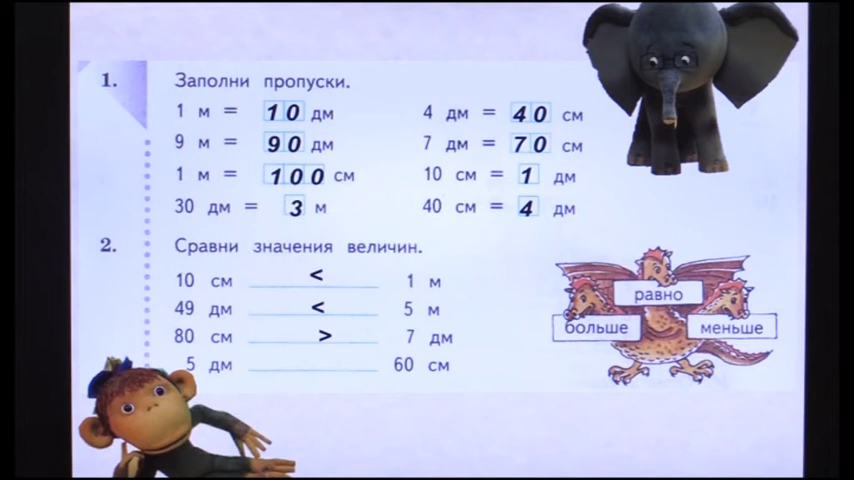 1. Заполни пропуски.
1 м = 10 дм
4 дм = 40 см
9 м = 90 дм
7 дм = 70 см
1 м = 100 см
10 см = 1 дм
30 дм = 3 м
40 см = 4 дм
2. Сравни значения величин.
10 см < 1 м
49 дм < 5 м
80 см > 7 дм
5 дм 60 см
равно
больше меньше